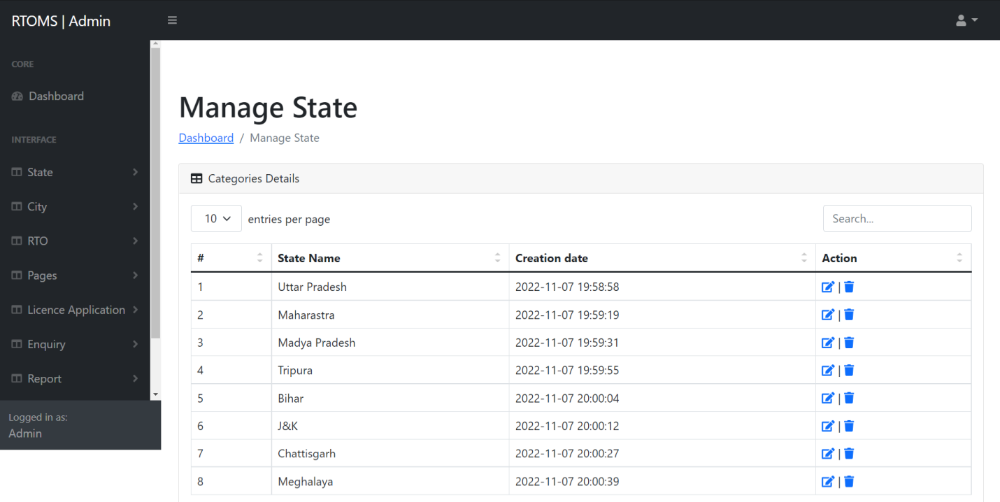 RTOMS | Admin
CORE
Dashboard
INTERFACE
State
City
RTO
Pages
Licence Application
Enquiry
Report
Logged in as:
Admin
Manage State
Dashboard / Manage State
Categories Details
10 entries per page
Search...
# State Name Creation date Action
1 Uttar Pradesh 2022-11-07 19:58:58 |
2 Maharastra 2022-11-07 19:59:19 |
3 Madya Pradesh 2022-11-07 19:59:31 |
4 Tripura 2022-11-07 19:59:55 |
5 Bihar 2022-11-07 20:00:04 |
6 J&K 2022-11-07 20:00:12 |
7 Chattisgarh 2022-11-07 20:00:27 |
8 Meghalaya 2022-11-07 20:00:39 |